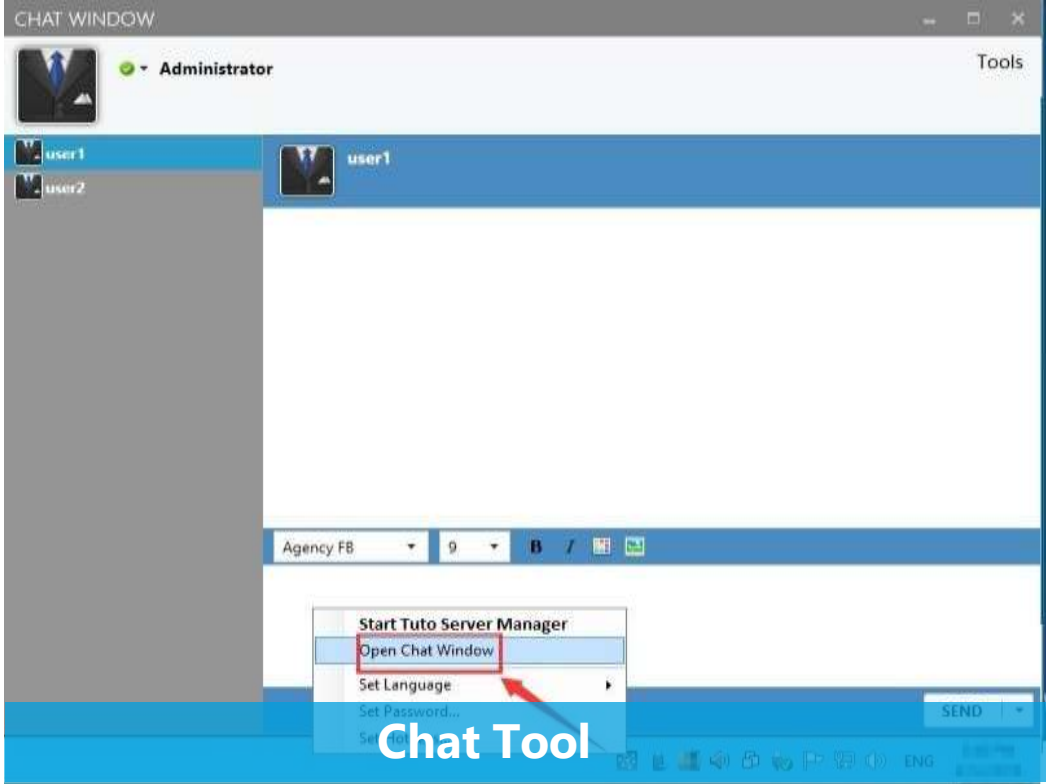 CHAT WINDOW
Tools
Administrator
user1
user1
user2
Agency FB
9
B I
Start Tuto Server Manager
Open Chat Window
Set Language
Set Password...
SEND
Chat Tool
ENG